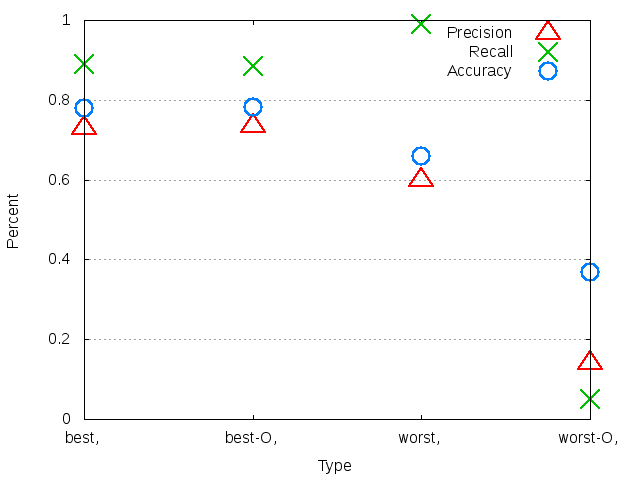 1
Precision
Recall
Accuracy
0.8
0.6
Percent
0.4
0.2
0
best, best-O, worst, worst-O,
Type